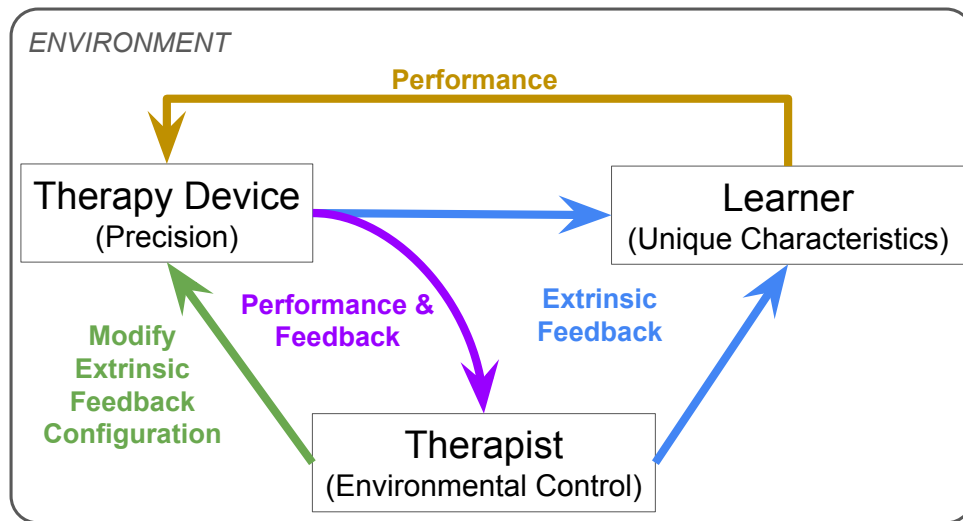 ENVIRONMENT
Performance
Therapy Device
(Precision)
Learner
(Unique Characteristics)
Performance &
Feedback
Extrinsic
Feedback
Modify
Extrinsic
Feedback
Configuration
Therapist
(Environmental Control)